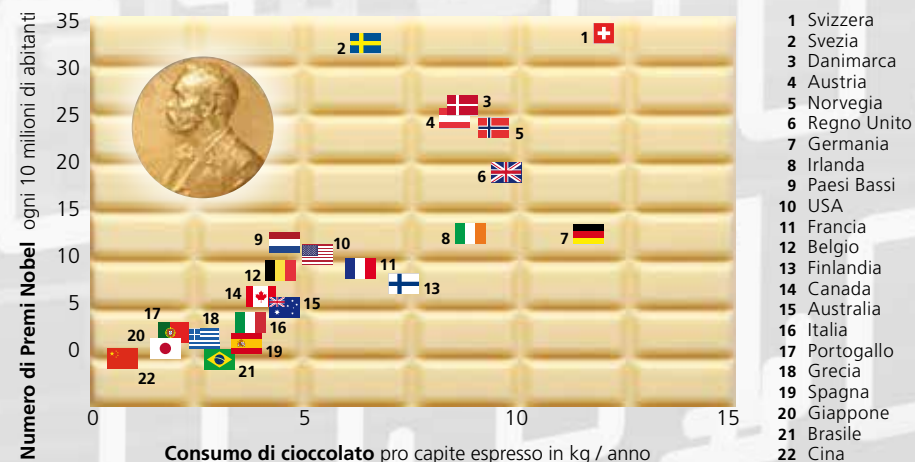 Numero di Premi Nobel ogni 10 milioni di abitanti
35
30
25
20
15
10
5
0
1
2
3
4
5
6
7
8
9
10
11
12
13
14
15
16
17
18
19
20
21
22
0 5 10 15
Consumo di cioccolato pro capite espresso in kg / anno
1 Svizzera
2 Svezia
3 Danimarca
4 Austria
5 Norvegia
6 Regno Unito
7 Germania
8 Irlanda
9 Paesi Bassi
10 USA
11 Francia
12 Belgio
13 Finlandia
14 Canada
15 Australia
16 Italia
17 Portogallo
18 Grecia
19 Spagna
20 Giappone
21 Brasile
22 Cina